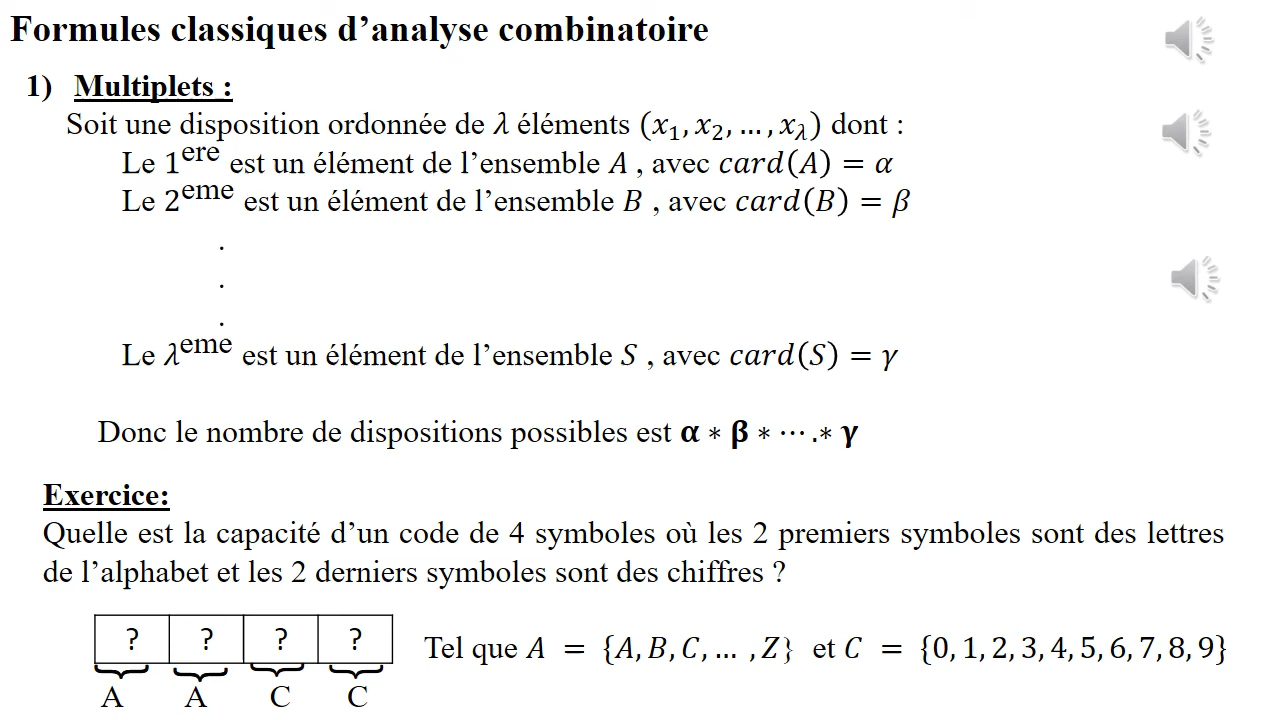 Formules classiques d’analyse combinatoire
1) Multiplets :
Soit une disposition ordonnée de λ éléments (x₁, x₂, … , x_λ) dont :
Le 1ᵉʳᵉ est un élément de l’ensemble A , avec card(A) = α
Le 2ᵉᵐᵉ est un élément de l’ensemble B , avec card(B) = β
.
.
.
Le λᵉᵐᵉ est un élément de l’ensemble S , avec card(S) = γ
Donc le nombre de dispositions possibles est α ∗ β ∗ ⋯ .∗ γ
Exercice:
Quelle est la capacité d’un code de 4 symboles où les 2 premiers symboles sont des lettres
de l’alphabet et les 2 derniers symboles sont des chiffres ?
? ? ? ? Tel que A = {A, B, C, … , Z} et C = {0, 1, 2, 3, 4, 5, 6, 7, 8, 9}
A A C C